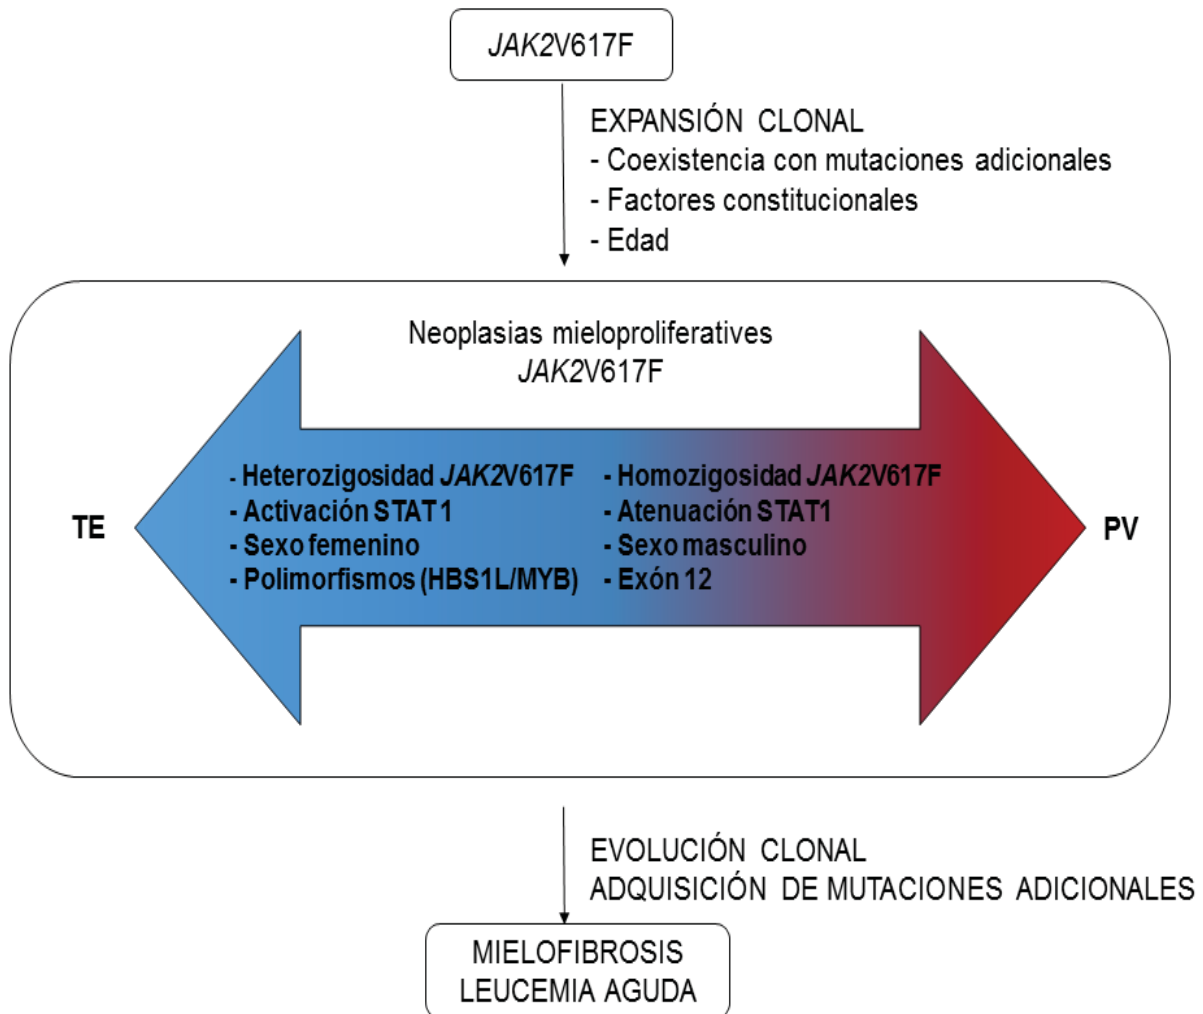 JAK2V617F
EXPANSIÓN CLONAL
- Coexistencia con mutaciones adicionales
- Factores constitucionales
- Edad
Neoplasias mieloproliferatives
JAK2V617F
TE
- Heterozigosidad JAK2V617F
- Activación STAT1
- Sexo femenino
- Polimorfismos (HBS1L/MYB)
- Homozigosidad JAK2V617F
- Atenuación STAT1
- Sexo masculino
- Exón 12
PV
EVOLUCIÓN CLONAL
ADQUISICIÓN DE MUTACIONES ADICIONALES
MIELOFIBROSIS
LEUCEMIA AGUDA